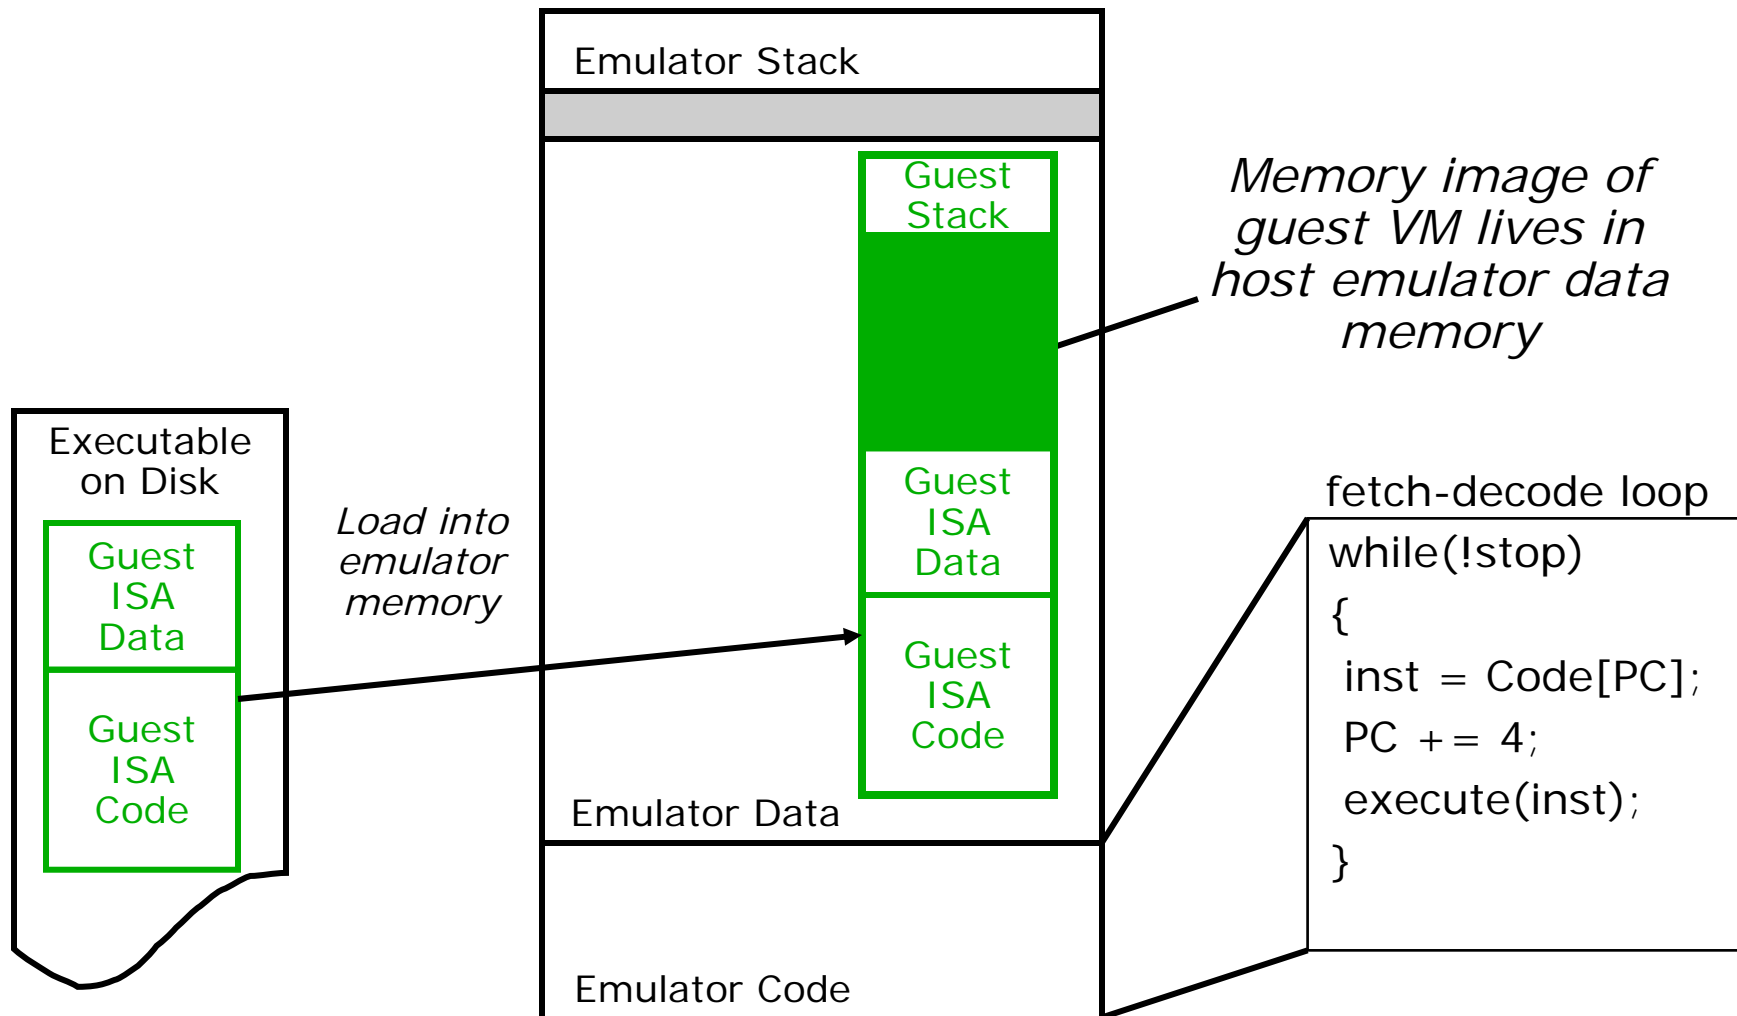 Emulator Stack
Guest
Stack
Memory image of
guest VM lives in
host emulator data
memory
Executable
on Disk
Guest
ISA
Data
Guest
ISA
Code
Load into
emulator
memory
Guest
ISA
Data
Guest
ISA
Code
Emulator Data
Emulator Code
fetch-decode loop
while(!stop)
{
inst = Code[PC];
PC += 4;
execute(inst);
}